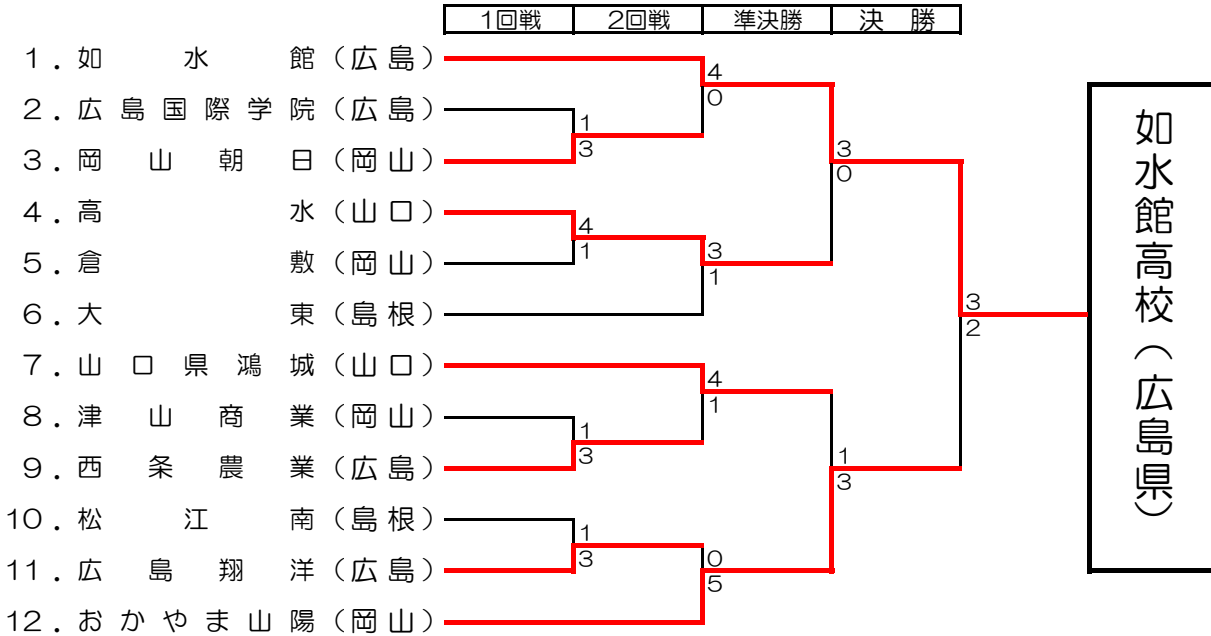 1回戦 2回戦 準決勝 決勝
1．如水館（広島）
2．広島国際学院（広島）
3．岡山朝日（岡山）
4．高水（山口）
5．倉敷（岡山）
6．大東（島根）
7．山口県鴻城（山口）
8．津山商業（岡山）
9．西条農業（広島）
10．松江南（島根）
11．広島翔洋（広島）
12．おかやま山陽（岡山）
4
0
1
3
4
1
3
1
4
1
1
3
1
3
0
5
3
0
1
3
3
2
如水館高校（広島県）